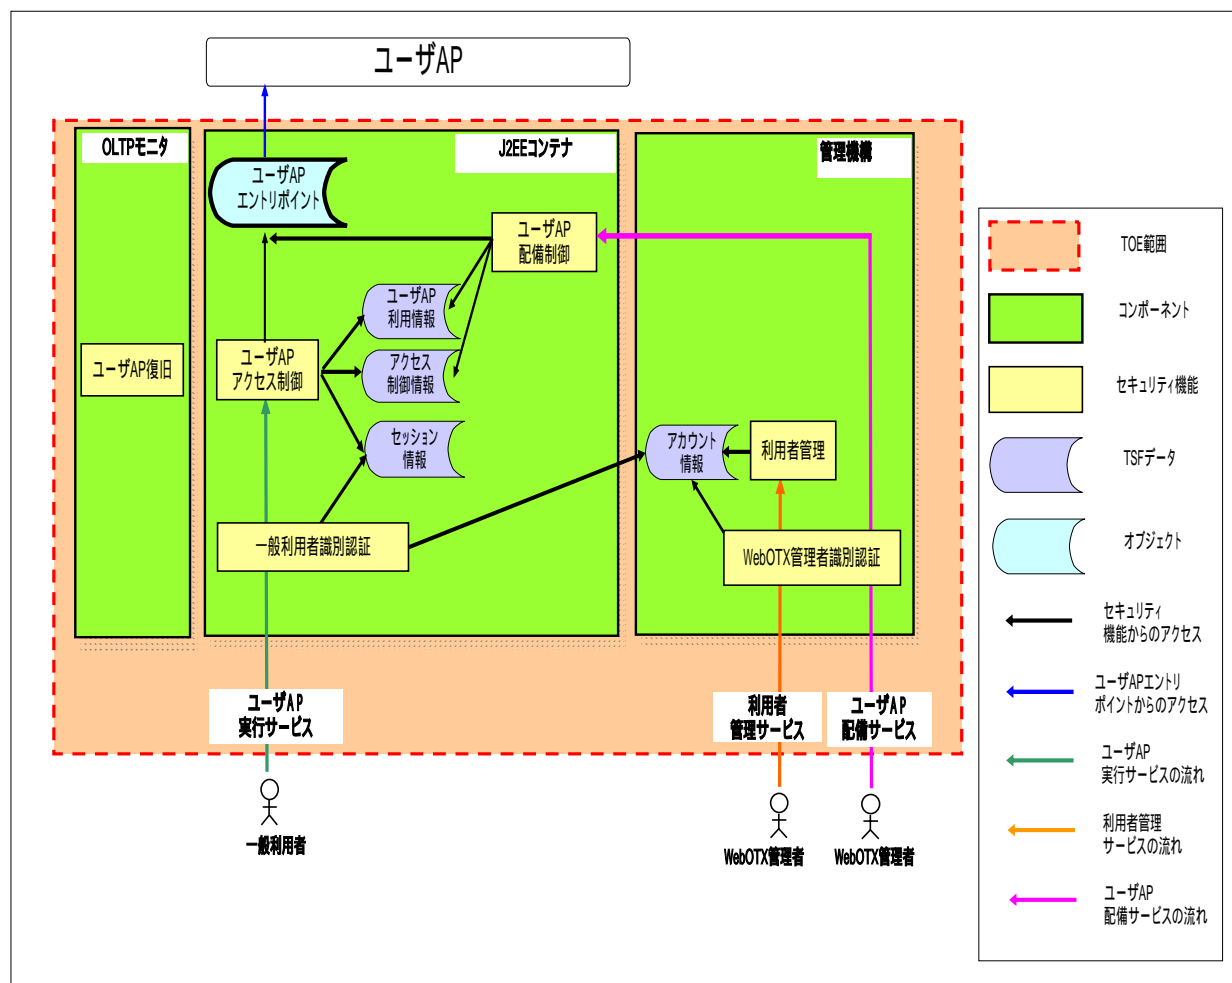 ユーザAP
OLTPモニタ
J2EEコンテナ
管理機構
ユーザAP
エントリポイント
ユーザAP
配備制御
ユーザAP
利用情報
ユーザAP復旧
ユーザAP
アクセス制御
アクセス
制御情報
セッション
情報
アカウント
情報
利用者管理
一般利用者識別認証
WebOTX管理者識別認証
ユーザAP
実行サービス
利用者
管理サービス
ユーザAP
配備サービス
一般利用者
WebOTX管理者
WebOTX管理者
TOE範囲
コンポーネント
セキュリティ機能
TSFデータ
オブジェクト
セキュリティ
機能からのアクセス
ユーザAPエントリ
ポイントからのアクセス
ユーザAP
実行サービスの流れ
利用者管理
サービスの流れ
ユーザAP
配備サービスの流れ